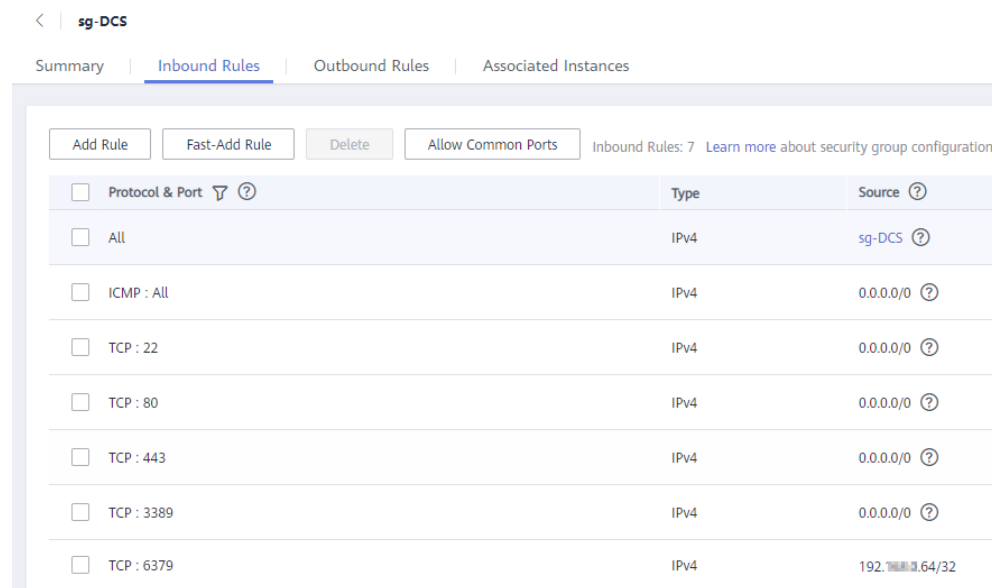 sg-DCS
Summary Inbound Rules Outbound Rules Associated Instances
Add Rule Fast-Add Rule Delete Allow Common Ports Inbound Rules: 7 Learn more about security group configuration
Protocol & Port Type Source
All IPv4 sg-DCS
ICMP : All IPv4 0.0.0.0/0
TCP : 22 IPv4 0.0.0.0/0
TCP : 80 IPv4 0.0.0.0/0
TCP : 443 IPv4 0.0.0.0/0
TCP : 3389 IPv4 0.0.0.0/0
TCP : 6379 IPv4